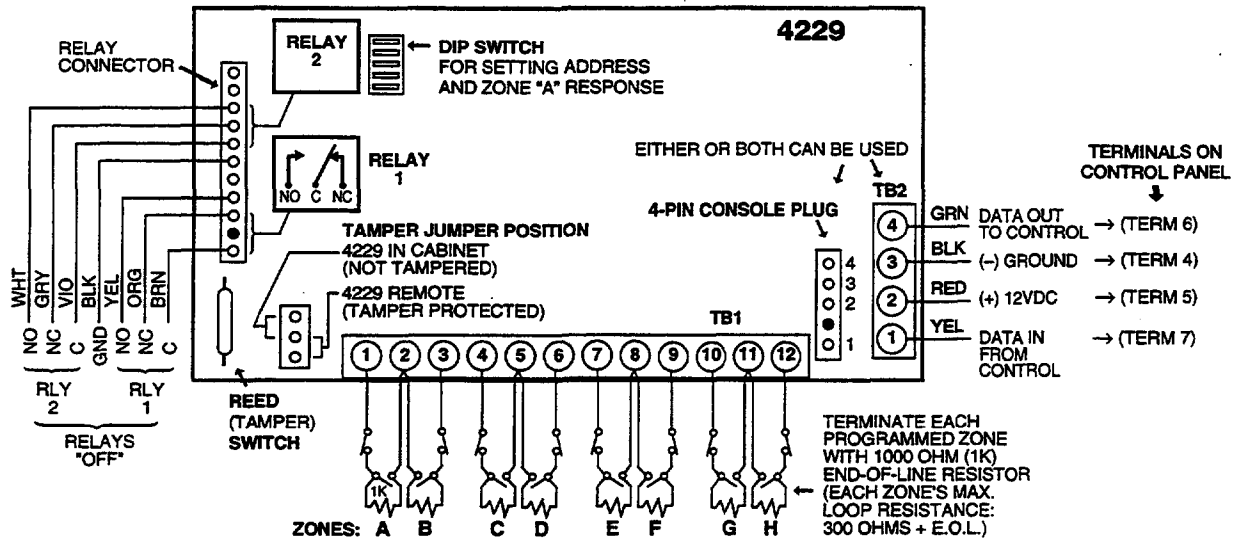 4229
RELAY
CONNECTOR
RELAY
2
DIP SWITCH
FOR SETTING ADDRESS
AND ZONE "A" RESPONSE
RELAY
1
NO C NC
EITHER OR BOTH CAN BE USED
TB2
TERMINALS ON
CONTROL PANEL
4-PIN CONSOLE PLUG
4
3
2
1
4
3
2
1
GRN
DATA OUT
TO CONTROL
(TERM 6)
BLK
(–) GROUND
(TERM 4)
RED
(+) 12VDC
(TERM 5)
YEL
DATA IN
FROM
CONTROL
(TERM 7)
TAMPER JUMPER POSITION
4229 IN CABINET
(NOT TAMPERED)
4229 REMOTE
(TAMPER PROTECTED)
WHT GRY VIO BLK YEL ORG BRN
NO NC C GND NO NC C
RLY
2
RLY
1
RELAYS
"OFF"
REED
(TAMPER)
SWITCH
TB1
1 2 3 4 5 6 7 8 9 10 11 12
1K
ZONES: A B C D E F G H
TERMINATE EACH
PROGRAMMED ZONE
WITH 1000 OHM (1K)
END-OF-LINE RESISTOR
(EACH ZONE'S MAX.
LOOP RESISTANCE:
300 OHMS + E.O.L.)